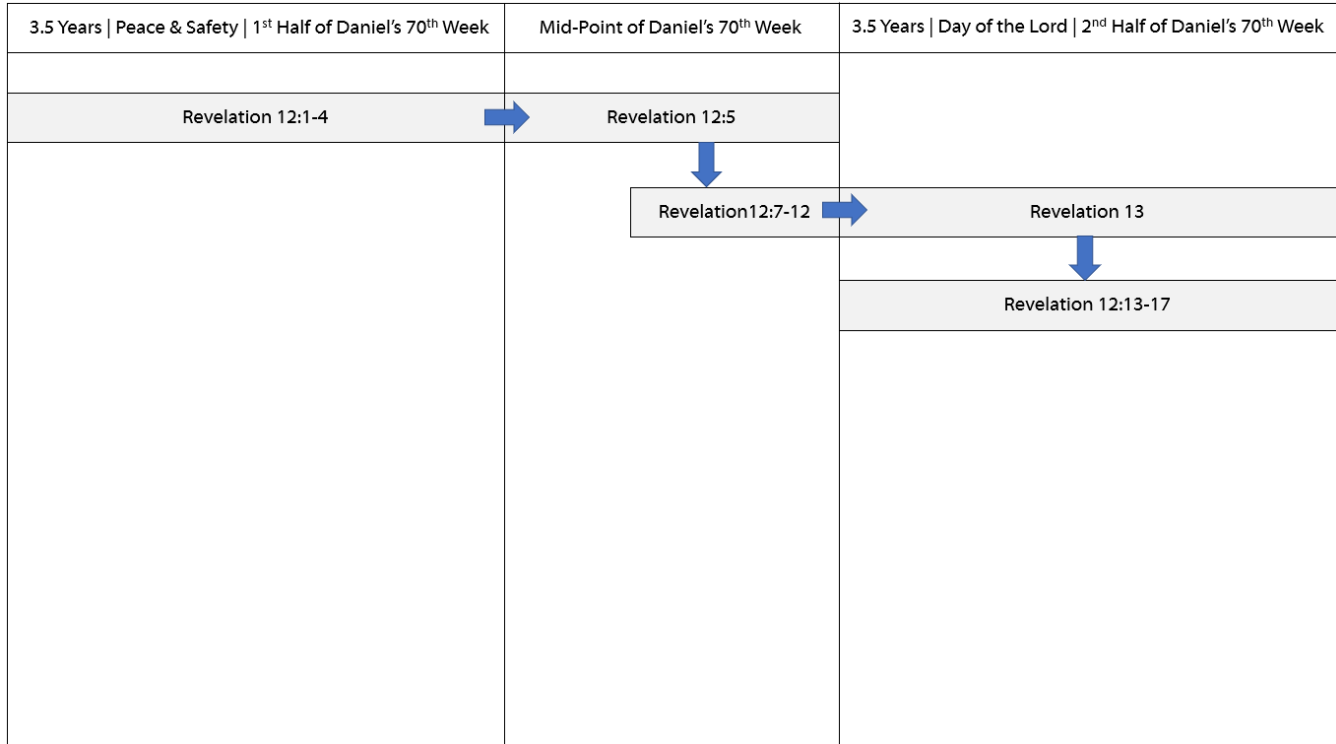 3.5 Years | Peace & Safety | 1st Half of Daniel’s 70th Week
Mid-Point of Daniel’s 70th Week
3.5 Years | Day of the Lord | 2nd Half of Daniel’s 70th Week
Revelation 12:1-4
Revelation 12:5
Revelation12:7-12
Revelation 13
Revelation 12:13-17